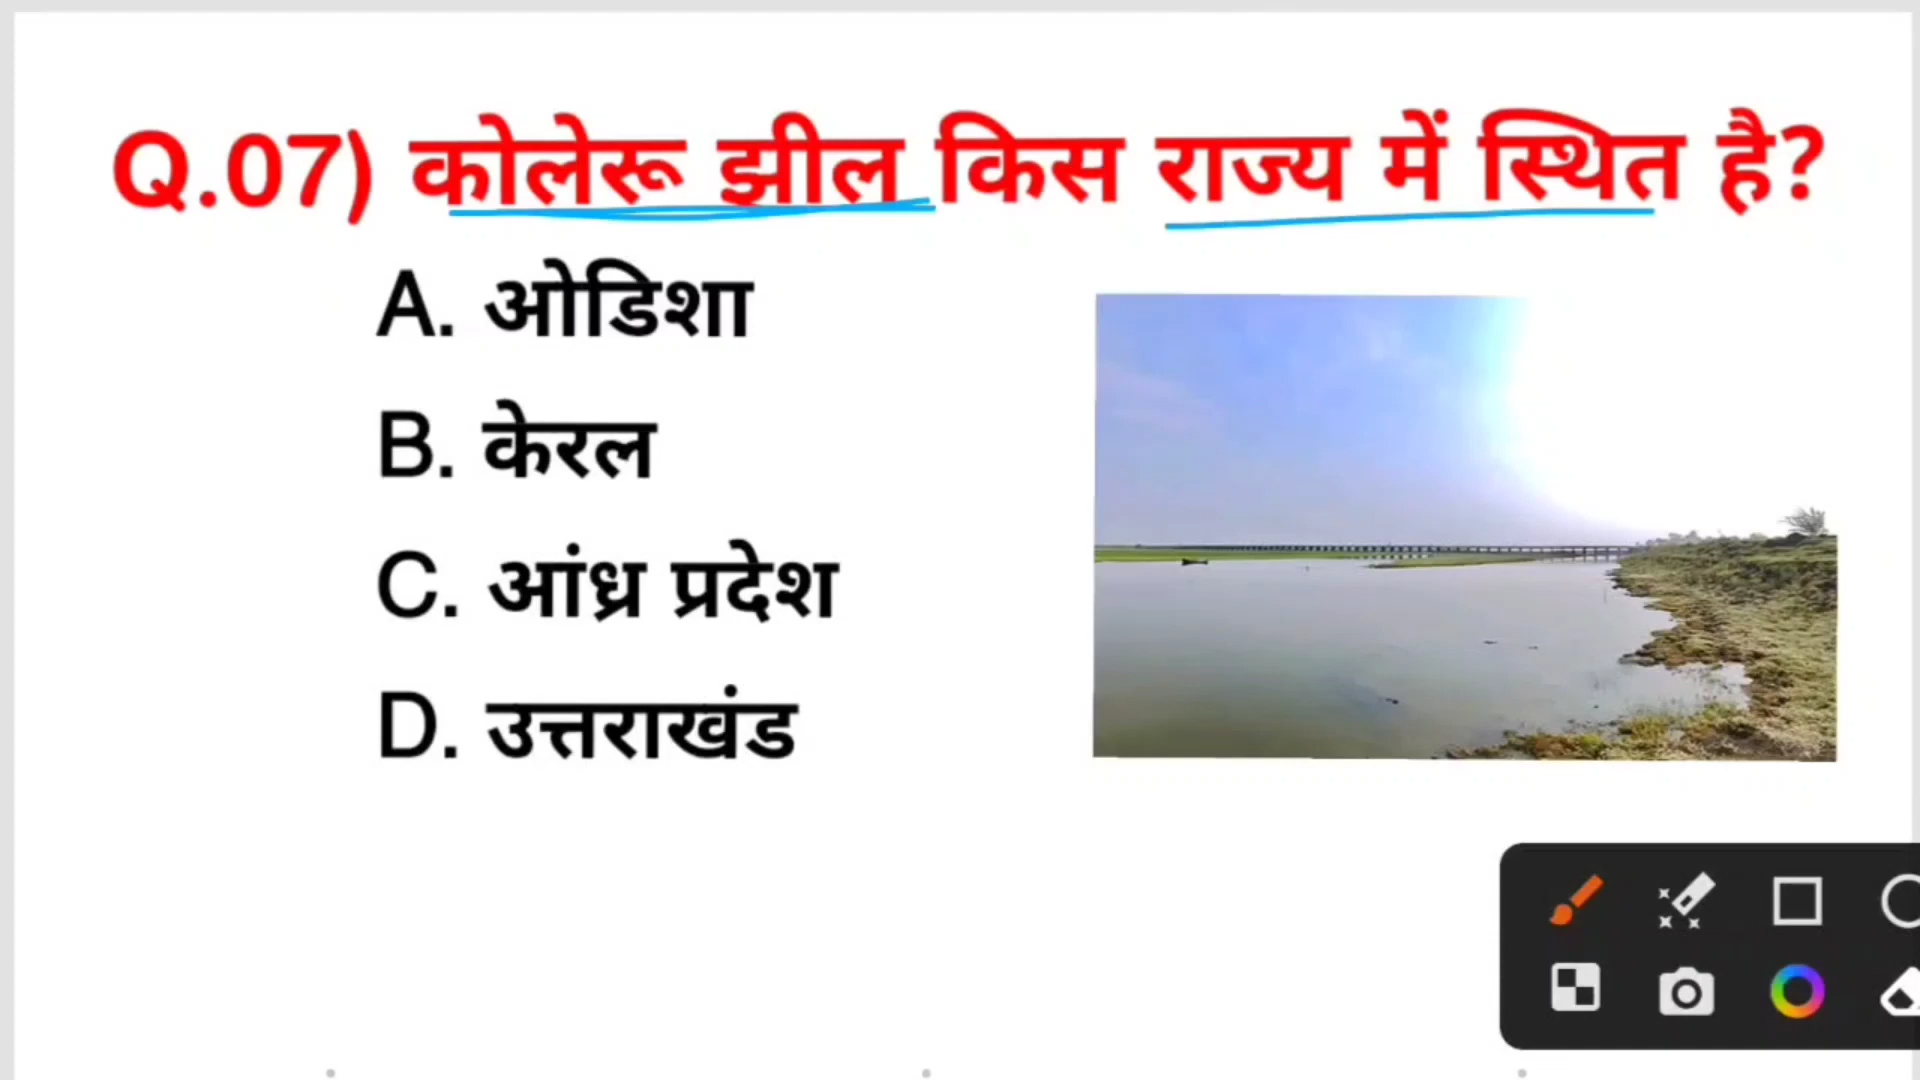 Q.07) कोलेरू झील किस राज्य में स्थित है?
A. ओडिशा
B. केरल
C. आंध्र प्रदेश
D. उत्तराखंड